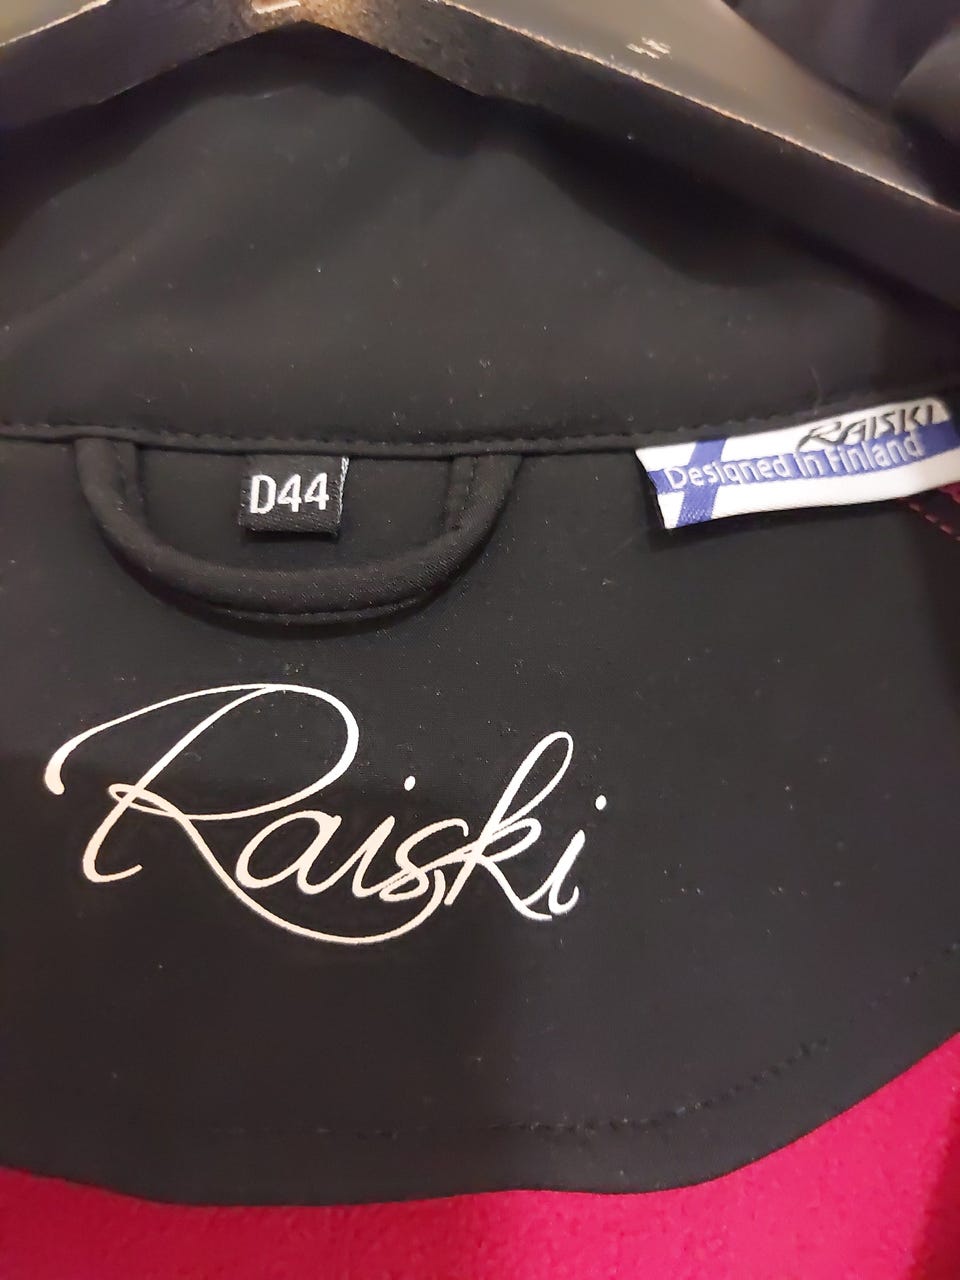 RAISKI
Designed in Finland
D44
Raiski